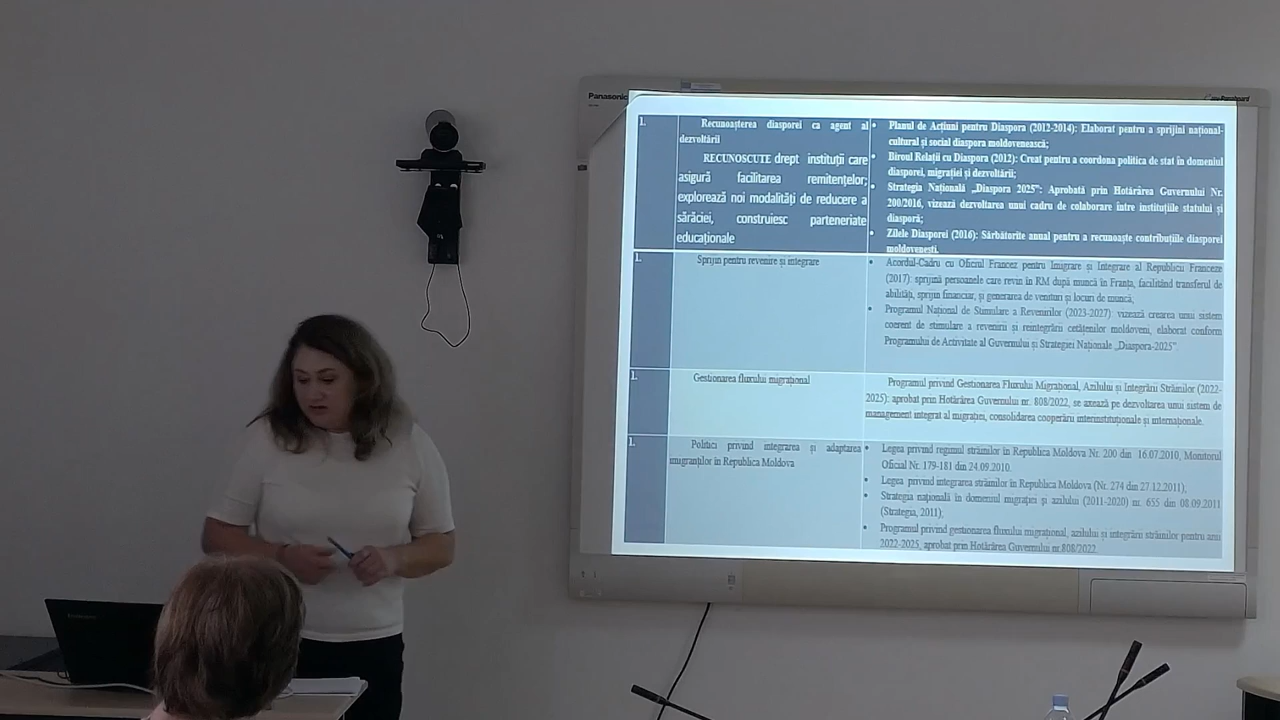 Panasonic
1.
Recunoașterea diasporei ca agent al
dezvoltării
RECUNOSCUTE drept instituții care
asigură facilitarea remitențelor;
explorează noi modalități de reducere a
sărăciei, construiesc parteneriate
educaționale
• Planul de Acțiuni pentru Diaspora (2012-2014): Elaborat pentru a sprijini național-
cultural și social diaspora moldovenească;
• Biroul Relații cu Diaspora (2012): Creat pentru a coordona politica de stat în domeniul
diasporei, migrației și dezvoltării;
• Strategia Națională „Diaspora 2025": Aprobată prin Hotărârea Guvernului Nr.
200/2016, vizează dezvoltarea unui cadru de colaborare între instituțiile statului și
diasporă;
• Zilele Diasporei (2016): Sărbătorite anual pentru a recunoaște contribuțiile diasporei
moldovenești.
1.
Sprijin pentru revenire și integrare
• Acordul-Cadru cu Oficiul Francez pentru Imigrare și Integrare al Republicii Franceze
(2017): sprijină persoanele care revin în RM după muncă în Franța, facilitând transferul de
abilități, sprijin financiar, și generarea de venituri și locuri de muncă;
• Programul Național de Stimulare a Revenirilor (2023-2027): vizează crearea unui sistem
coerent de stimulare a revenirii și reintegrării cetățenilor moldoveni, elaborat conform
Programului de Activitate al Guvernului și Strategiei Naționale „Diaspora-2025".
1.
Gestionarea fluxului migrațional
Programul privind Gestionarea Fluxului Migrațional, Azilului și Integrării Străinilor (2022-
2025): aprobat prin Hotărârea Guvernului nr. 808/2022, se axează pe dezvoltarea unui sistem de
management integrat al migrației, consolidarea cooperării interinstituționale și internaționale.
1.
Politici privind integrarea și adaptarea
migranților în Republica Moldova
• Legea privind regimul străinilor în Republica Moldova Nr. 200 din 16.07.2010, Monitorul
Oficial Nr. 179-181 din 24.09.2010.
• Legea privind integrarea străinilor în Republica Moldova (Nr. 274 din 27.12.2011);
• Strategia națională în domeniul migrației și azilului (2011-2020) nr. 655 din 08.09.2011
(Strategia, 2011);
• Programul privind gestionarea fluxului migrațional, azilului și integrării străinilor pentru anii
2022-2025, aprobat prin Hotărârea Guvernului nr.808/2022.